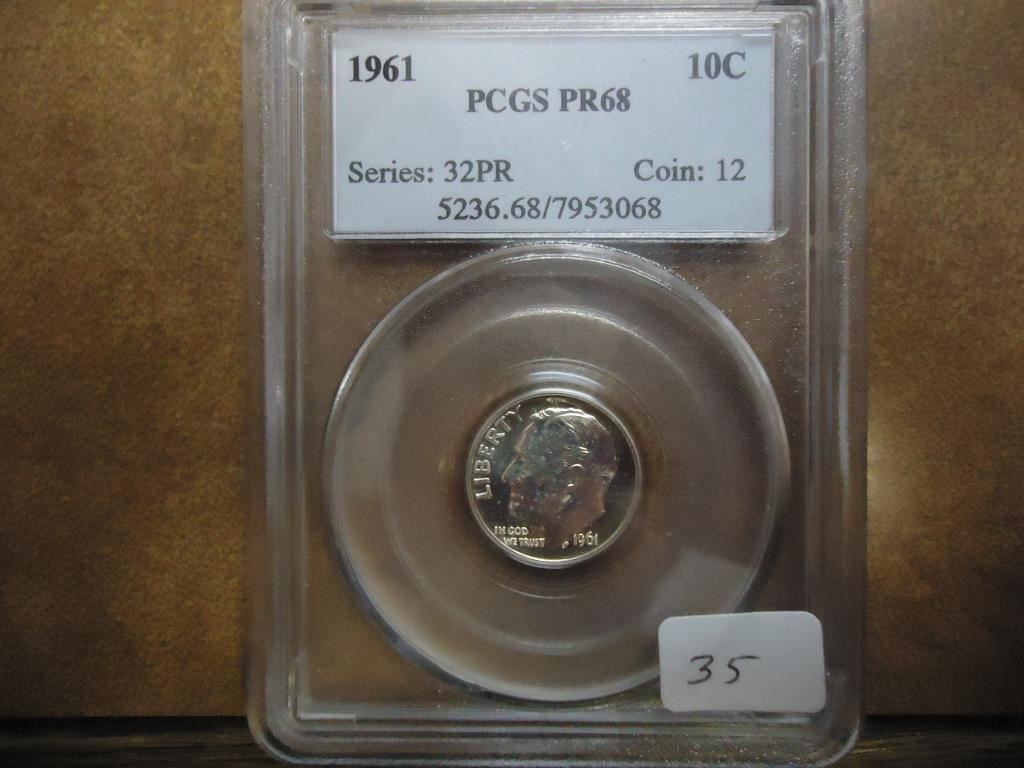 1961 10C
PCGS PR68
Series: 32PR Coin: 12
5236.68/7953068
LIBERTY
IN GOD
WE TRUST
1961
35